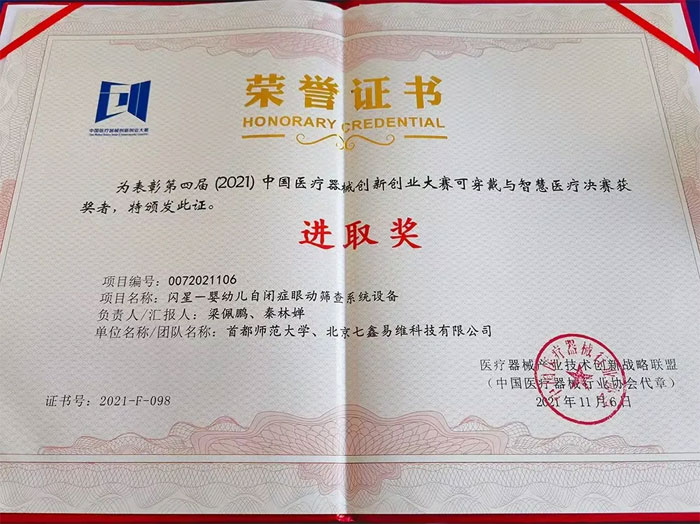 荣誉证书
HONORARY CREDENTIAL
中国医疗器械创新创业大赛
为表彰第四届(2021)中国医疗器械创新创业大赛可穿戴与智慧医疗决赛获
奖者，特颁发此证。
进取奖
项目编号：0072021106
项目名称：闪星一婴幼儿自闭症眼动筛查系统设备
负责人/汇报人：梁佩鹏、秦林婵
单位名称/团队名称：首都师范大学、北京七鑫易维科技有限公司
医疗器械产业技术创新战略联盟
（中国医疗器械行业协会代章）
2021年11月6日
证书号：2021-F-098